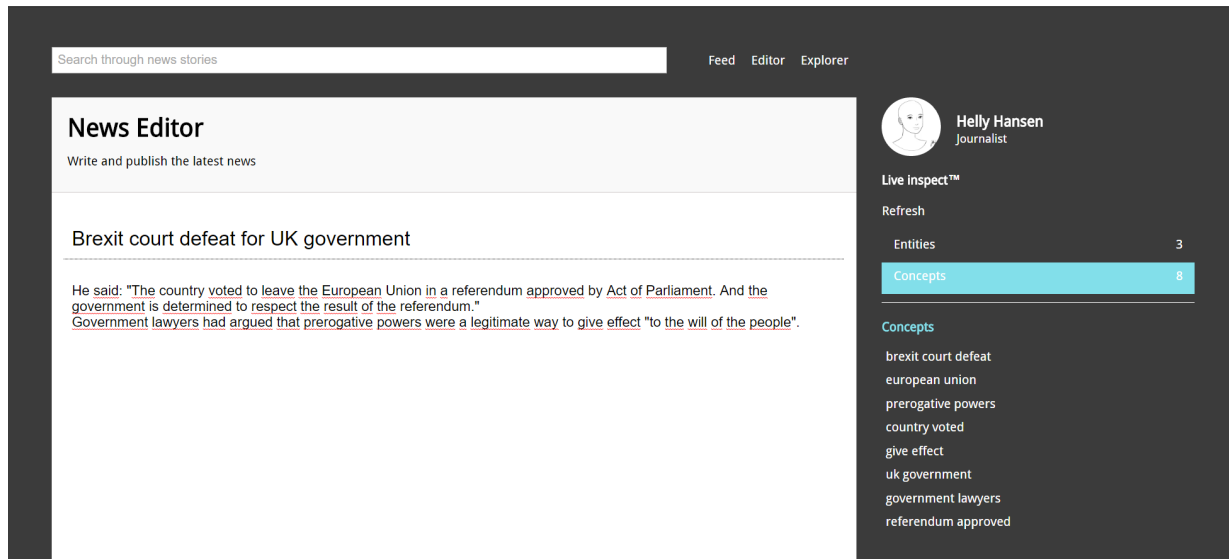 Search through news stories
Feed Editor Explorer
News Editor
Write and publish the latest news
Brexit court defeat for UK government
He said: "The country voted to leave the European Union in a referendum approved by Act of Parliament. And the
government is determined to respect the result of the referendum."
Government lawyers had argued that prerogative powers were a legitimate way to give effect "to the will of the people".
Helly Hansen
Journalist
Live inspect™
Refresh
Entities 3
Concepts 8
Concepts
brexit court defeat
european union
prerogative powers
country voted
give effect
uk government
government lawyers
referendum approved